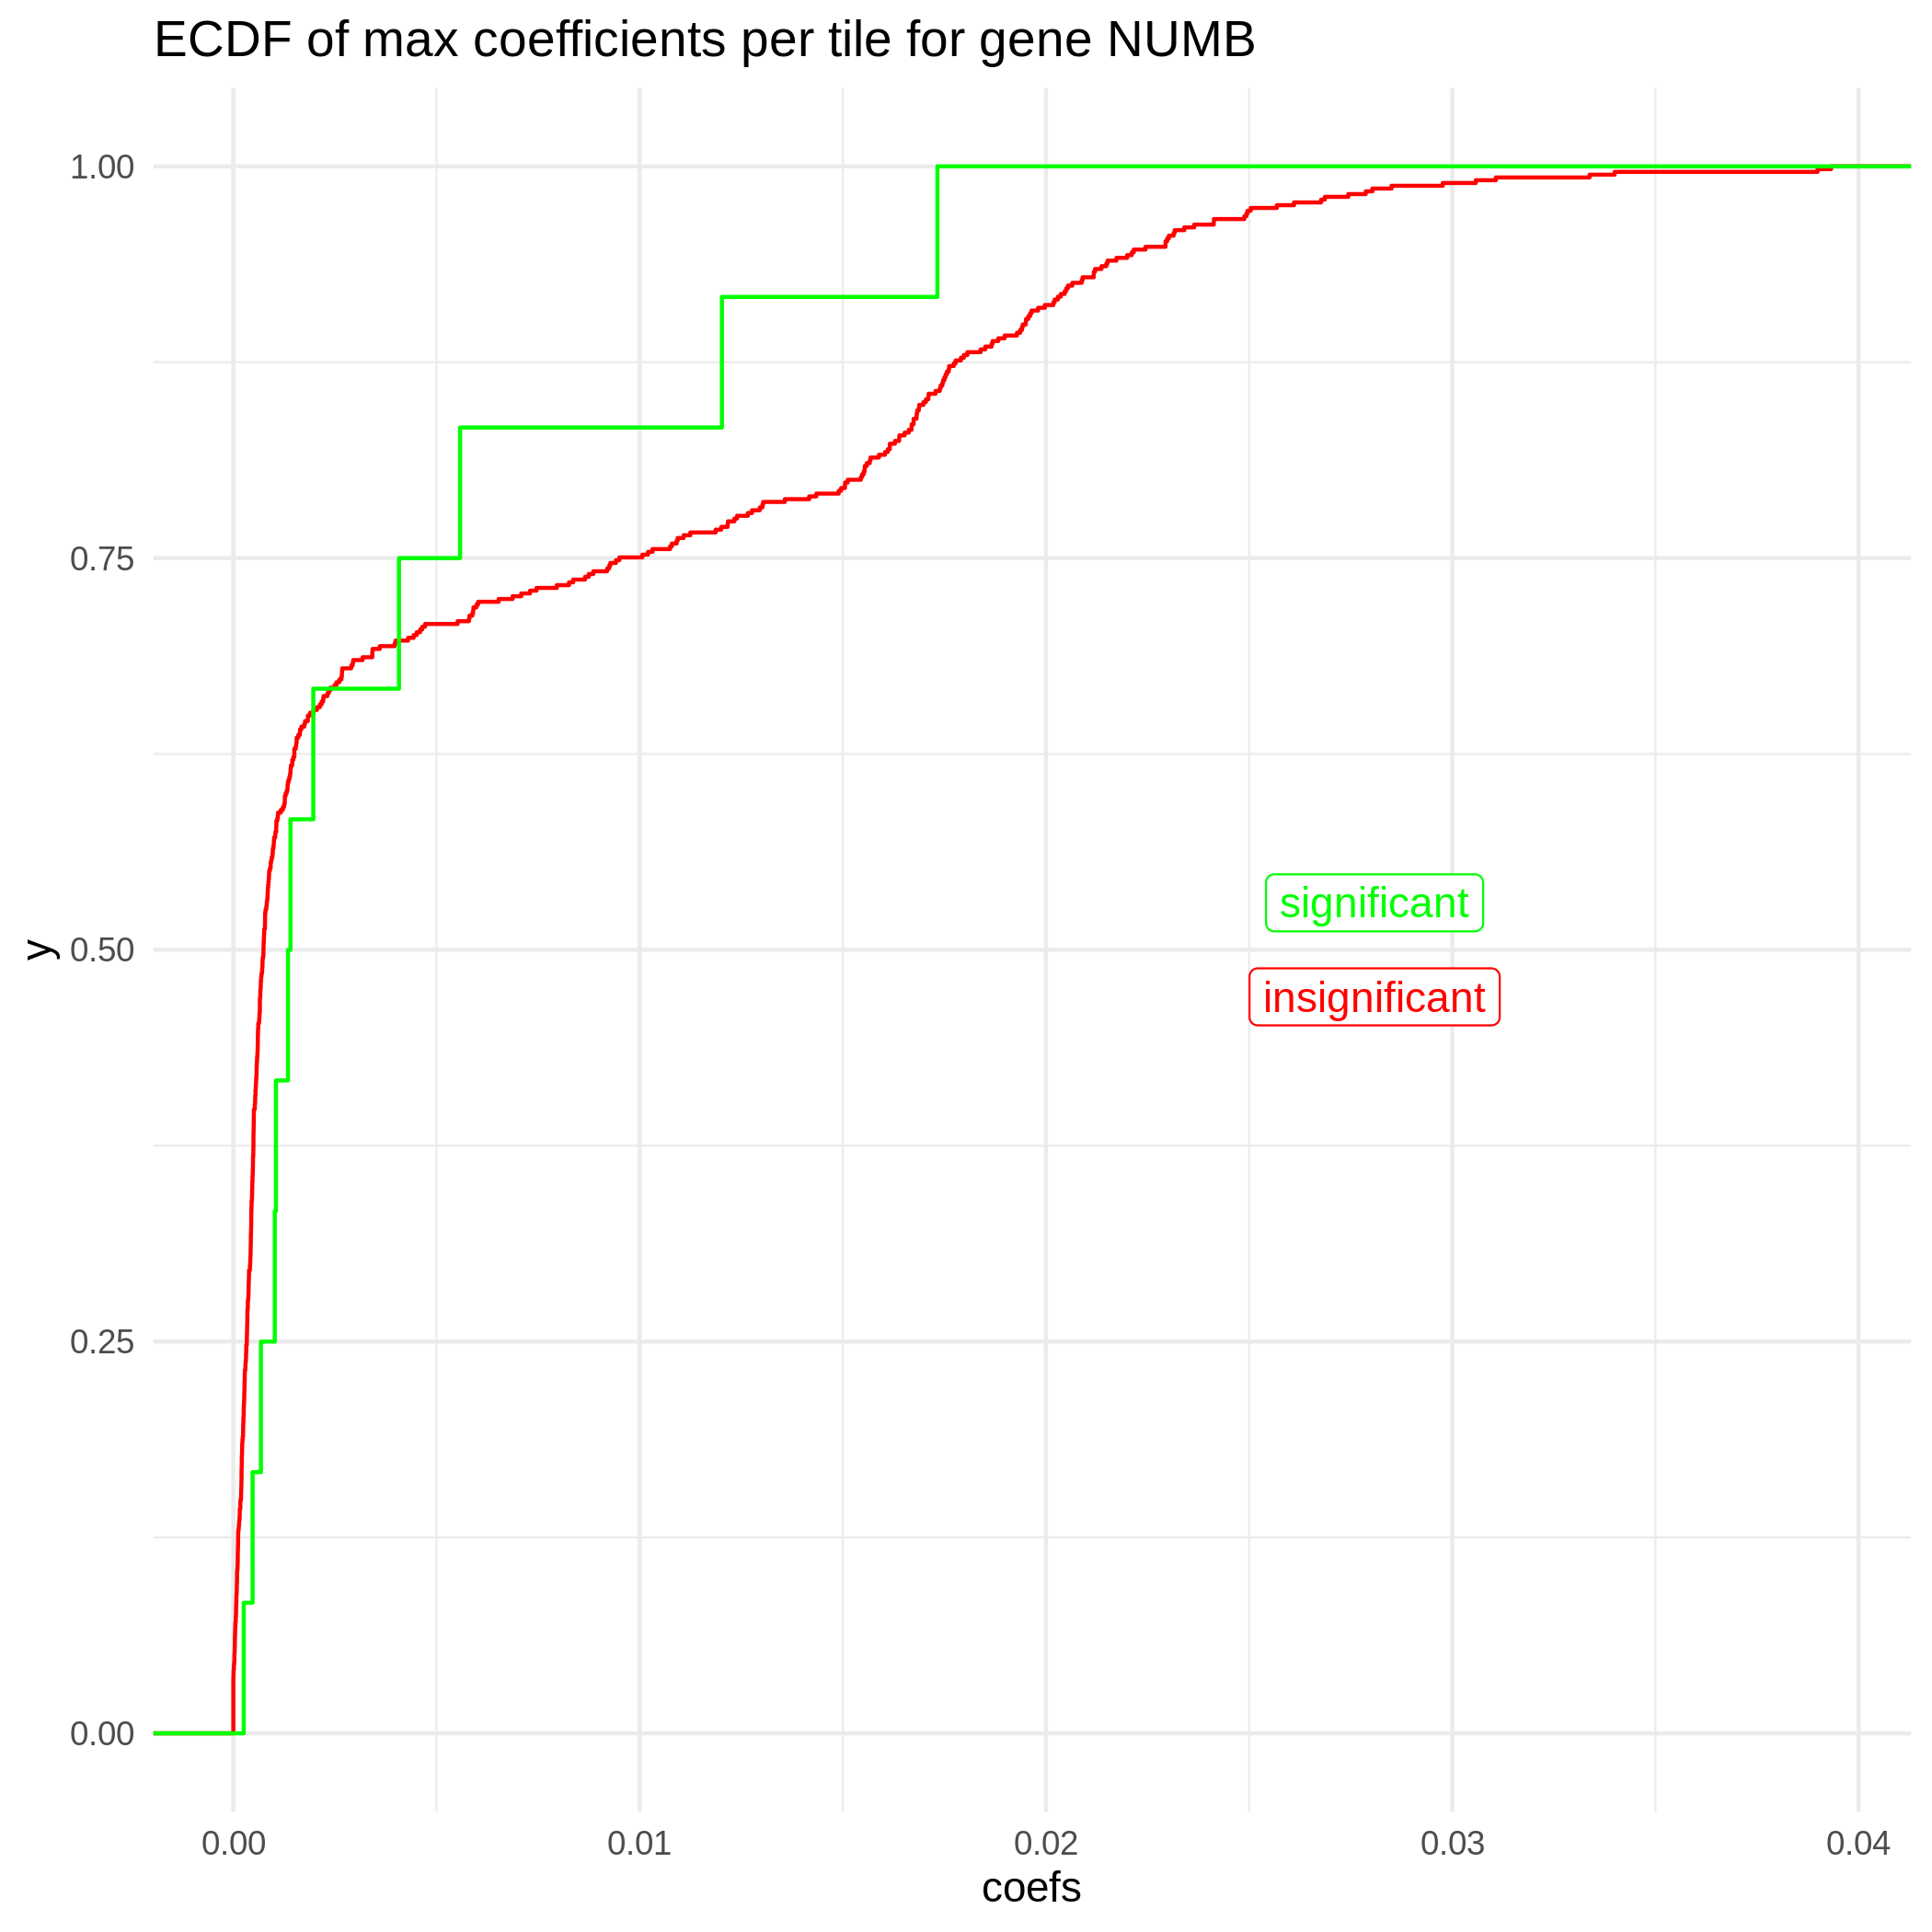 ECDF of max coefficients per tile for gene NUMB
1.00
0.75
0.50
0.25
0.00
y
significant
insignificant
0.00 0.01 0.02 0.03 0.04
coefs